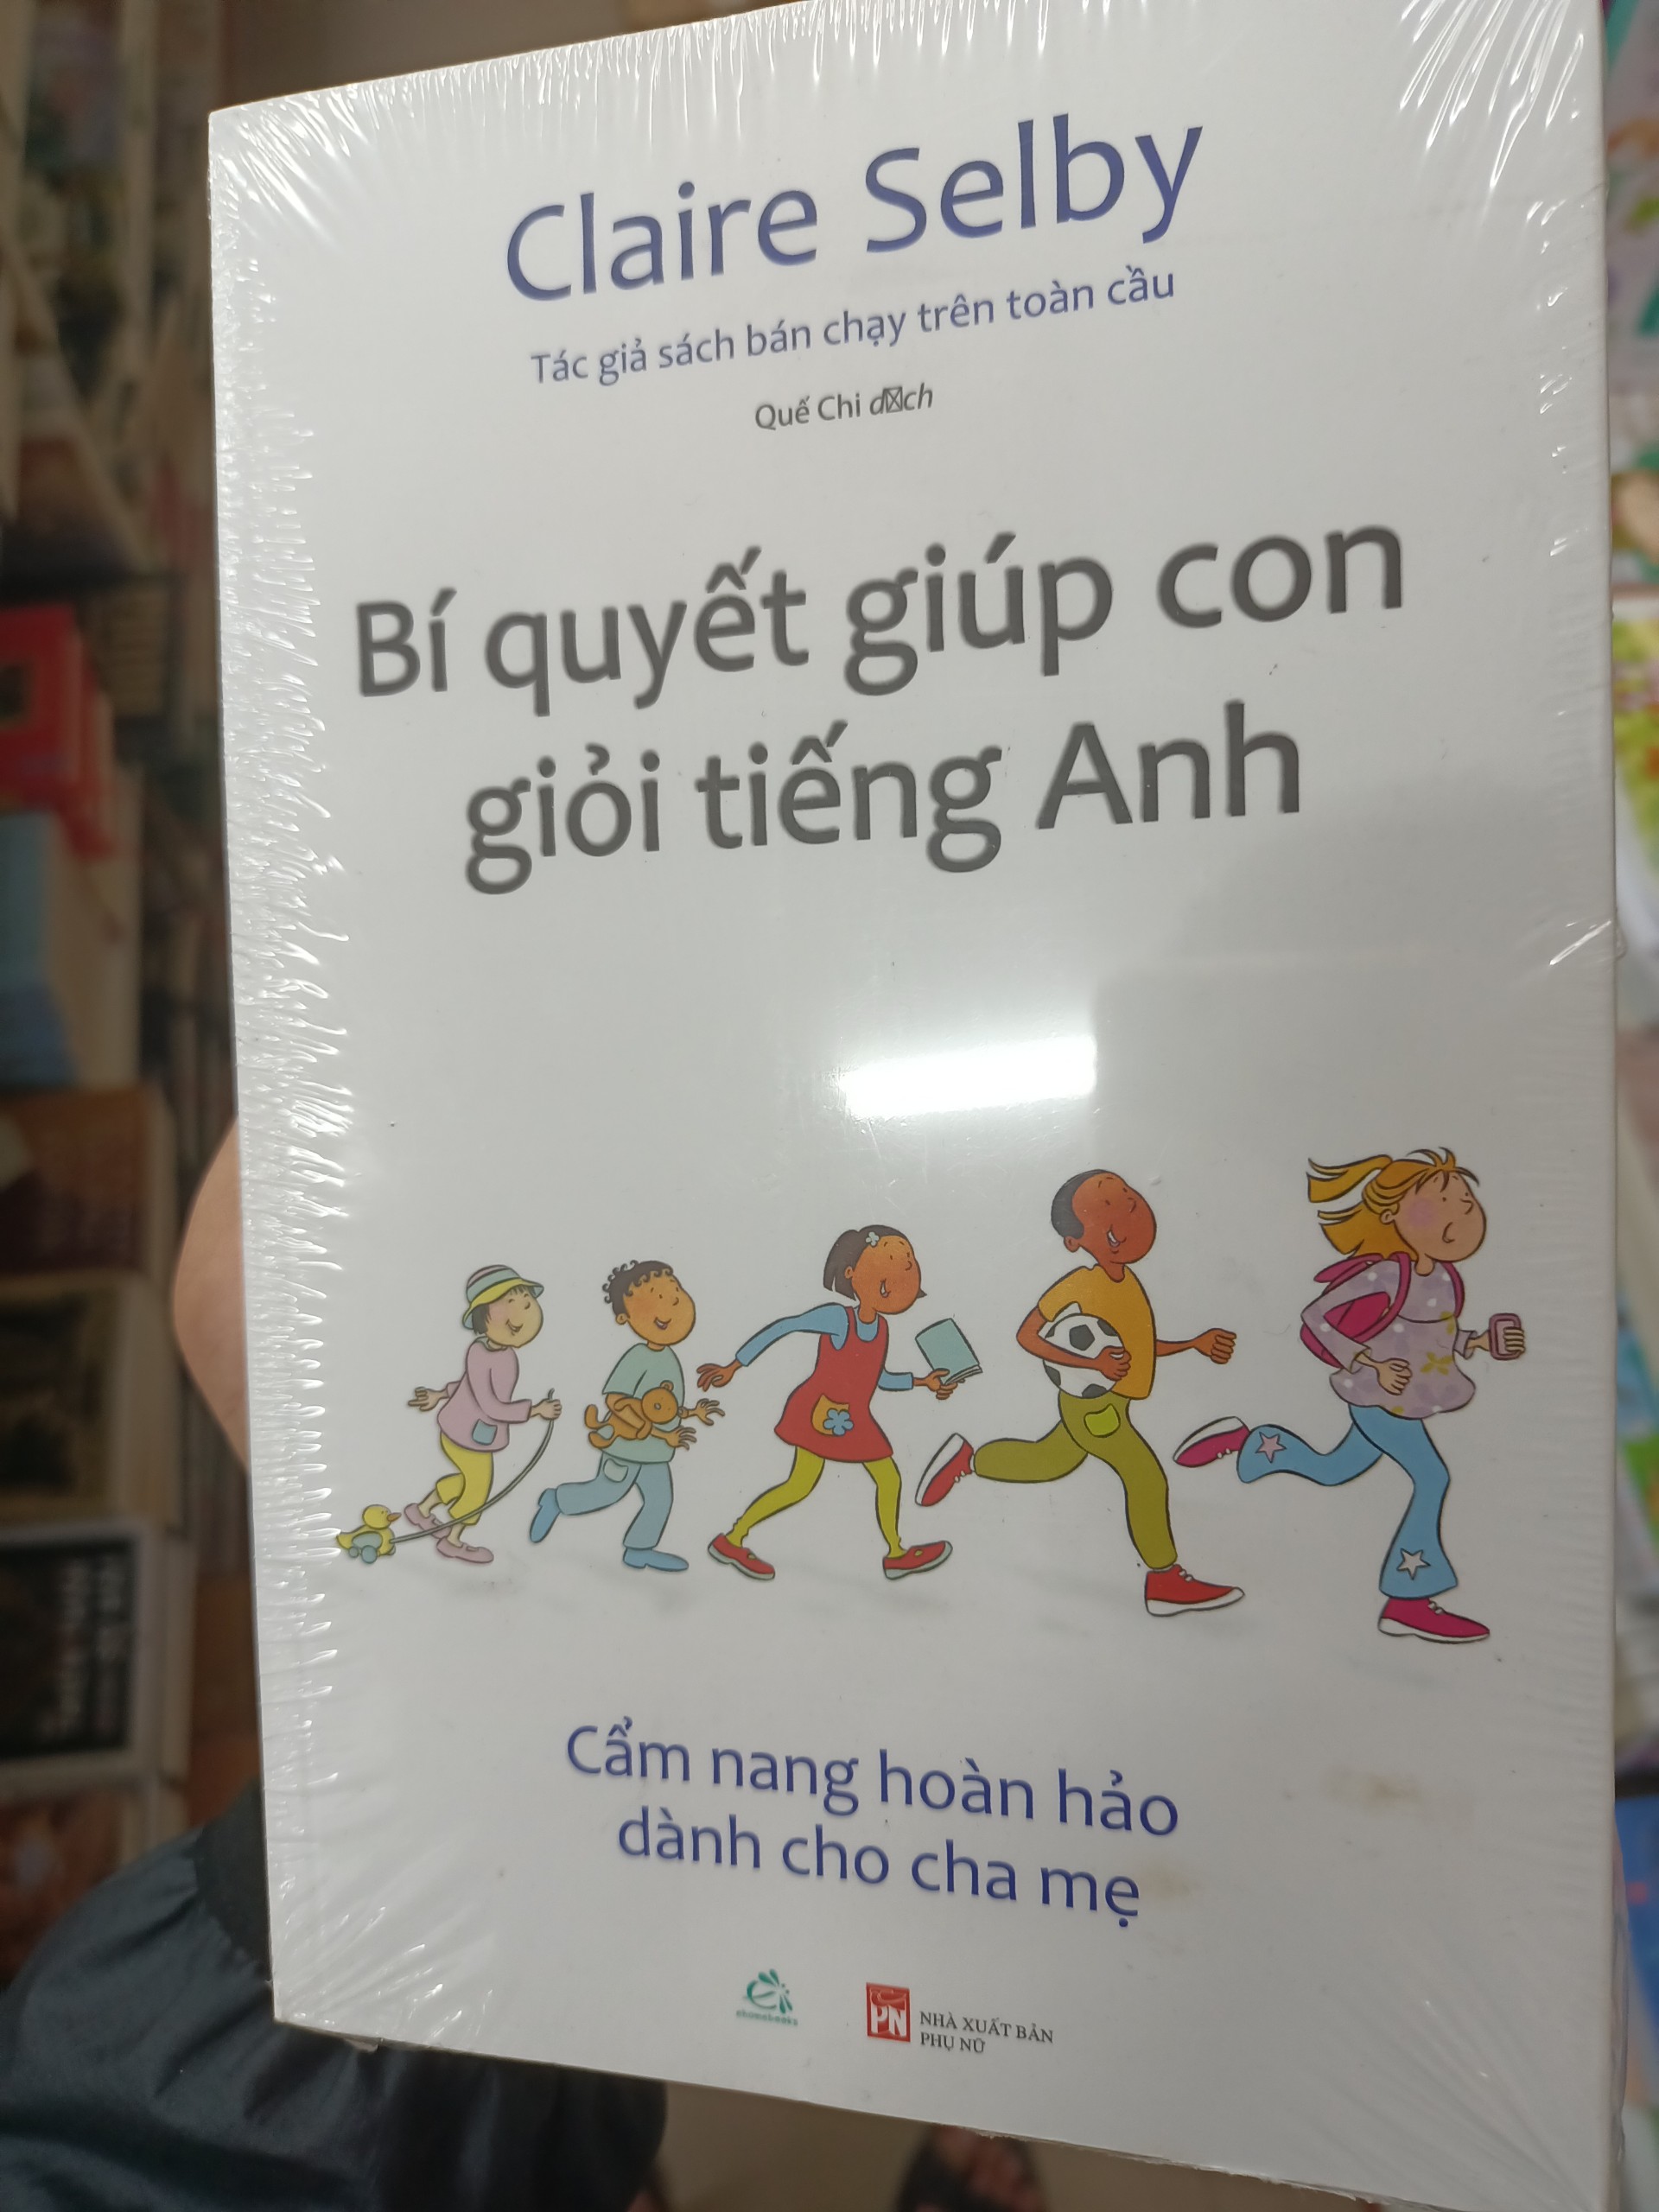 Claire Selby
Tác giả sách bán chạy trên toàn cầu
Quế Chi d☒ch
Bí quyết giúp con
giỏi tiếng Anh
Cẩm nang hoàn hảo
dành cho cha mẹ
ehomebooks
PN
NHÀ XUẤT BẢN
PHỤ NỮ